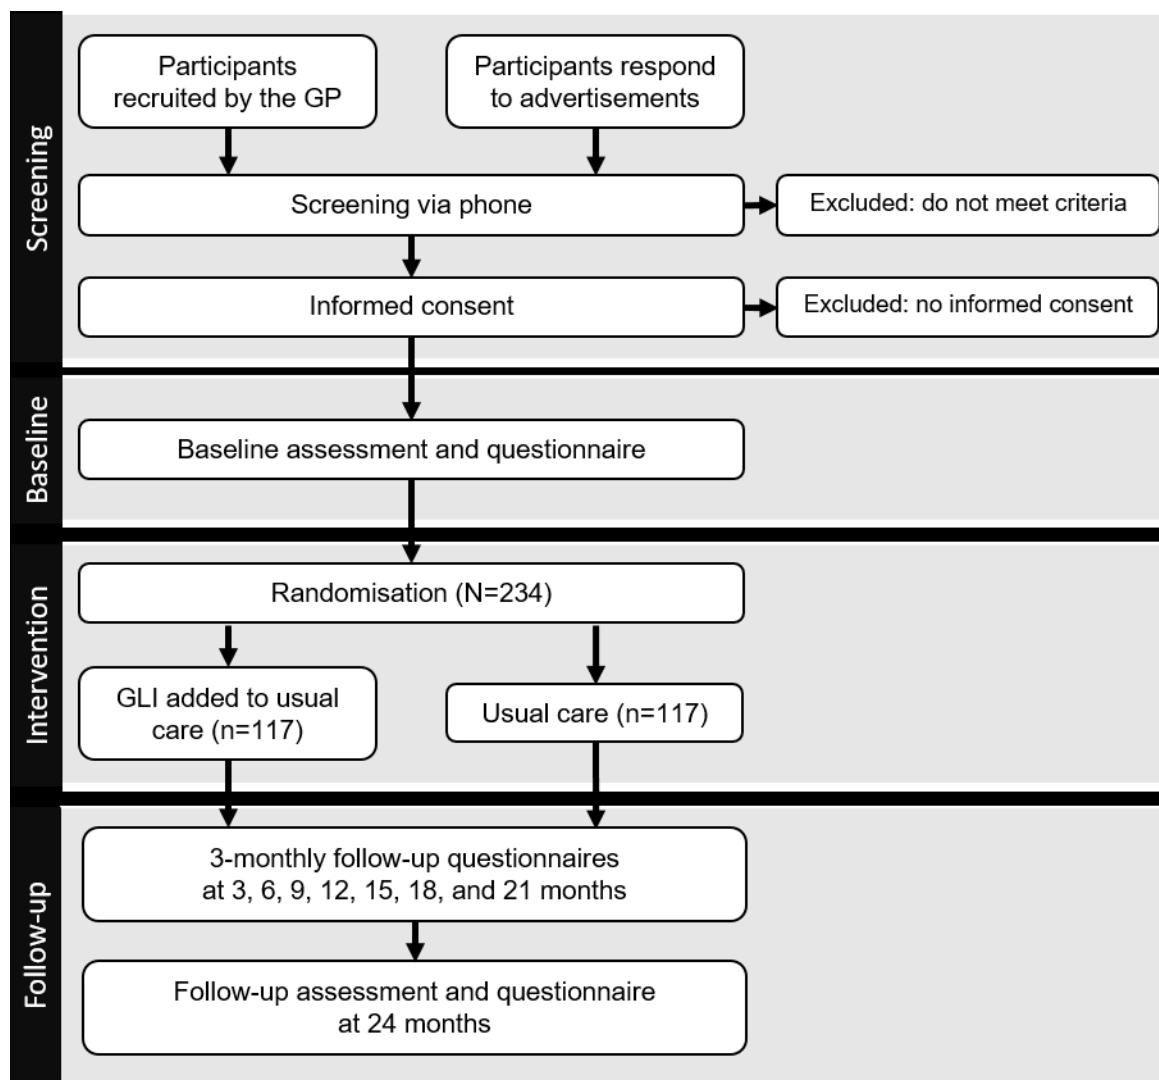 Screening
Participants
recruited by the GP
Participants respond
to advertisements
Screening via phone
Excluded: do not meet criteria
Informed consent
Excluded: no informed consent
Baseline
Baseline assessment and questionnaire
Intervention
Randomisation (N=234)
GLI added to usual
care (n=117)
Usual care (n=117)
Follow-up
3-monthly follow-up questionnaires
at 3, 6, 9, 12, 15, 18, and 21 months
Follow-up assessment and questionnaire
at 24 months